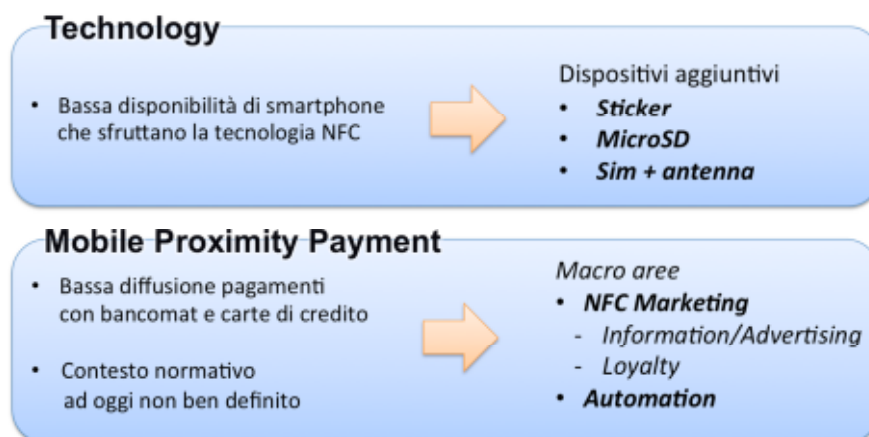 Technology
• Bassa disponibilità di smartphone
che sfruttano la tecnologia NFC
Dispositivi aggiuntivi
• Sticker
• MicroSD
• Sim + antenna
Mobile Proximity Payment
• Bassa diffusione pagamenti
con bancomat e carte di credito
• Contesto normativo
ad oggi non ben definito
Macro aree
• NFC Marketing
- Information/Advertising
- Loyalty
• Automation